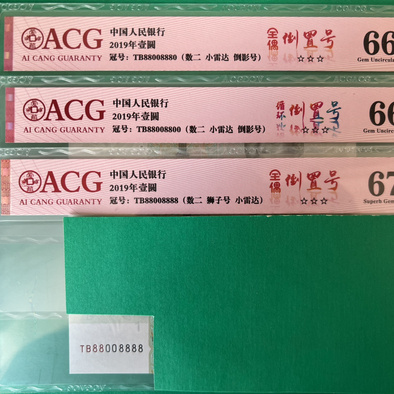 ACG
AI CANG GUARANTY
中国人民银行
2019年壹圆
冠号：TB88008880（数二 小雷达 倒影号）
全偶 倒置号
☆☆☆
66
Gem Uncircula
ACG
AI CANG GUARANTY
中国人民银行
2019年壹圆
冠号：TB88008800（数二 小雷达 倒影号）
倒置号
☆☆☆
66
Gem Uncircula
ACG
AI CANG GUARANTY
中国人民银行
2019年壹圆
冠号：TB88008888（数二 狮子号 小雷达）
全偶 倒置号
☆☆☆
67
Superb Gem
TB88008888